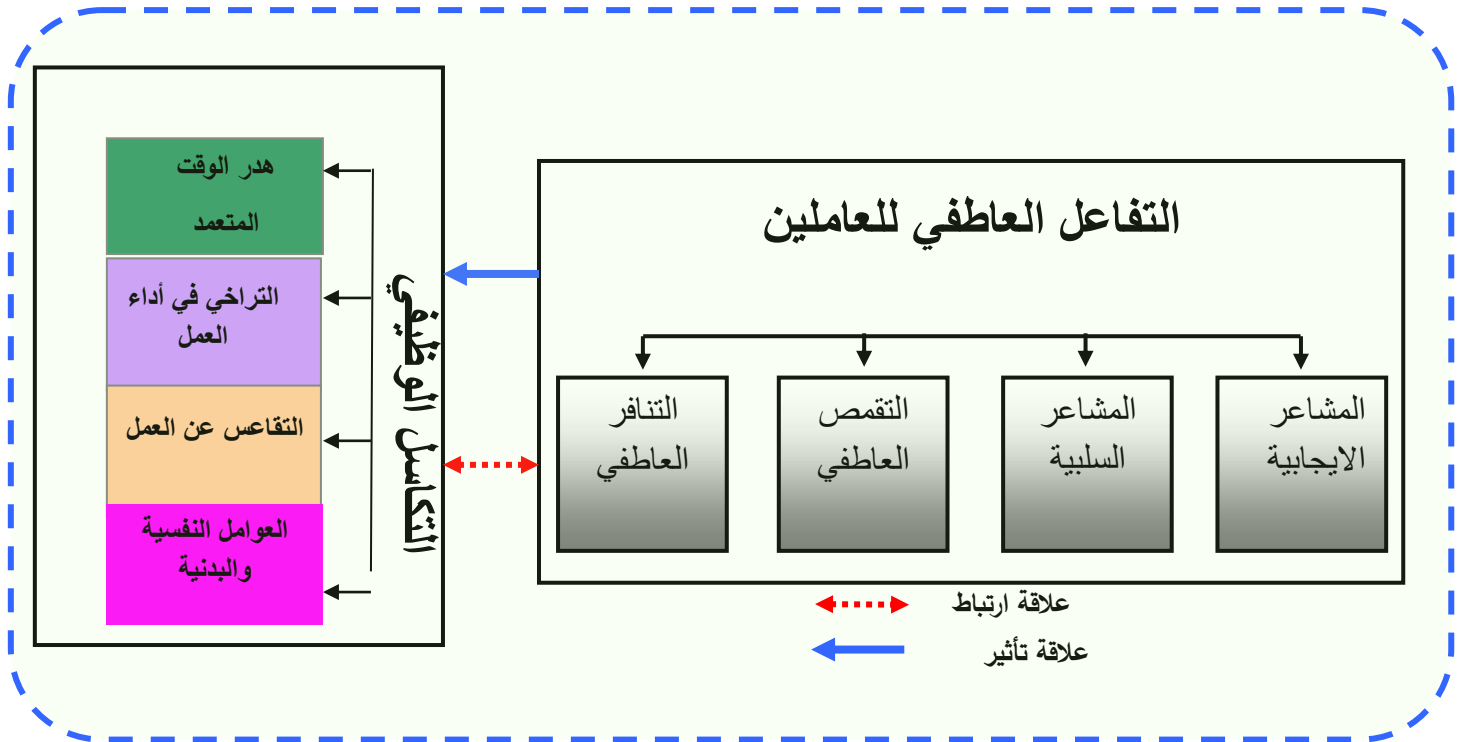 التفاعل العاطفي للعاملين
المشاعر
الايجابية
المشاعر
السلبية
التقمص
العاطفي
التنافر
العاطفي
التكاسل الوظيفي
هدر الوقت
المتعمد
التراخي في أداء
العمل
التقاعس عن العمل
العوامل النفسية
والبدنية
علاقة ارتباط
علاقة تأثير